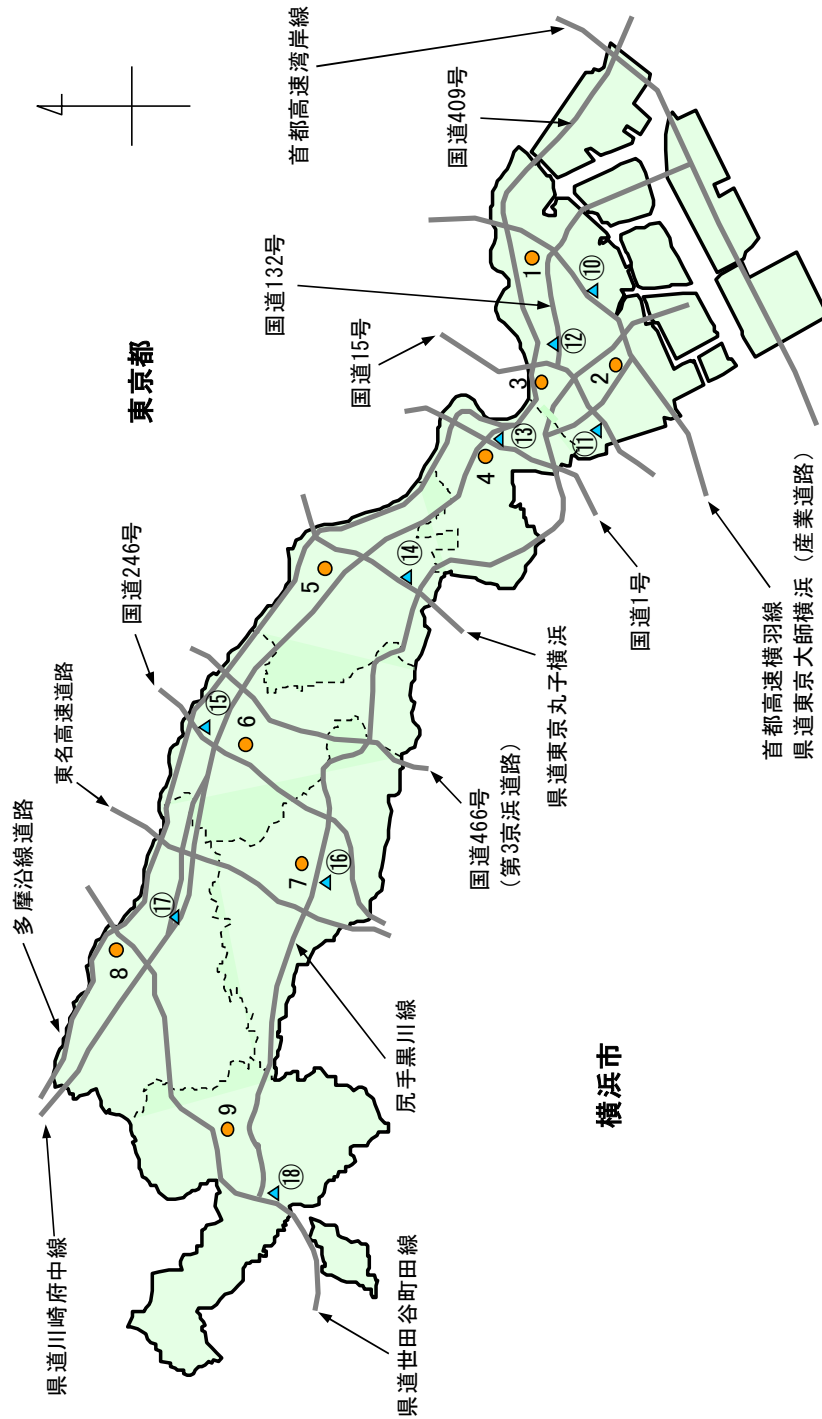 県道川崎府中線
多摩沿線道路
東名高速道路
国道246号
東京都
国道15号
国道132号
国道409号
首都高速湾岸線
8
⑰
9
⑱
7
⑯
6
⑮
5
⑭
4
⑬
3
⑫
1
⑩
2
⑪
県道世田谷町田線
尻手黒川線
横浜市
国道466号
（第3京浜道路）
県道東京丸子横浜
国道1号
首都高速横羽線
県道東京大師横浜（産業道路）